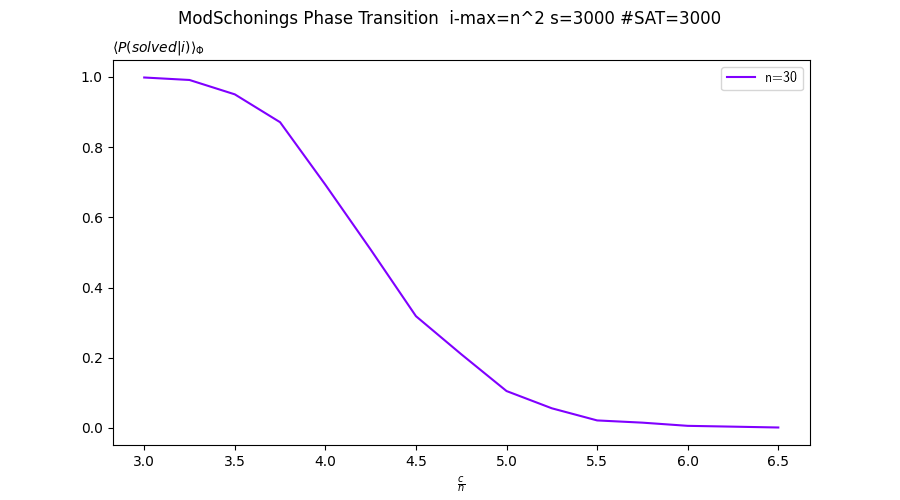 ModSchonings Phase Transition  i-max=n^2 s=3000 #SAT=3000
⟨P(solved|i)⟩Φ
n=30
1.0
0.8
0.6
0.4
0.2
0.0
3.0 3.5 4.0 4.5 5.0 5.5 6.0 6.5
c/n